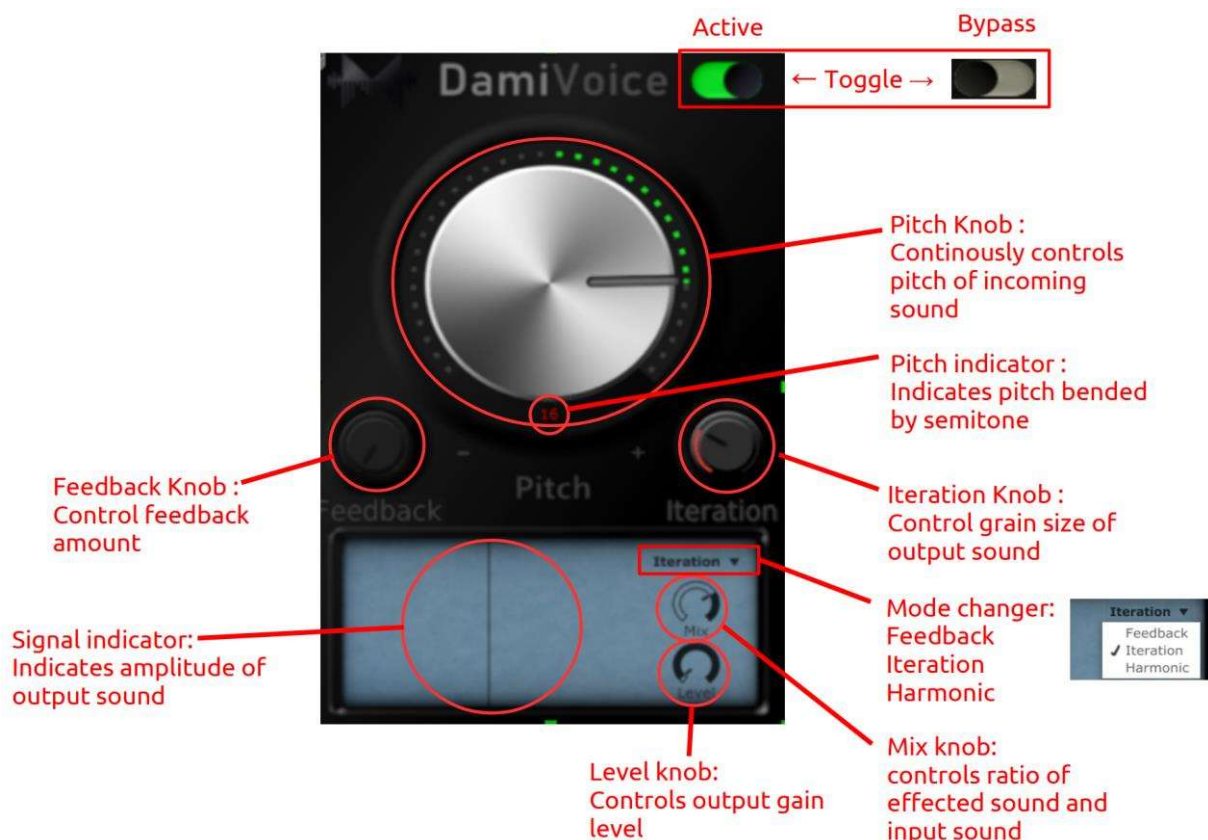 Active
Bypass
DamiVoice
← Toggle →
Pitch Knob :
Continously controls
pitch of incoming
sound
Pitch indicator :
Indicates pitch bended
by semitone
16
-
+
Pitch
Feedback
Iteration
Feedback Knob :
Control feedback
amount
Iteration Knob :
Control grain size of
output sound
Iteration ▼
Mix
Level
Signal indicator:
Indicates amplitude of
output sound
Mode changer:
Feedback
Iteration
Harmonic
Iteration ▼
Feedback
✓ Iteration
Harmonic
Level knob:
Controls output gain
level
Mix knob:
controls ratio of
effected sound and
input sound